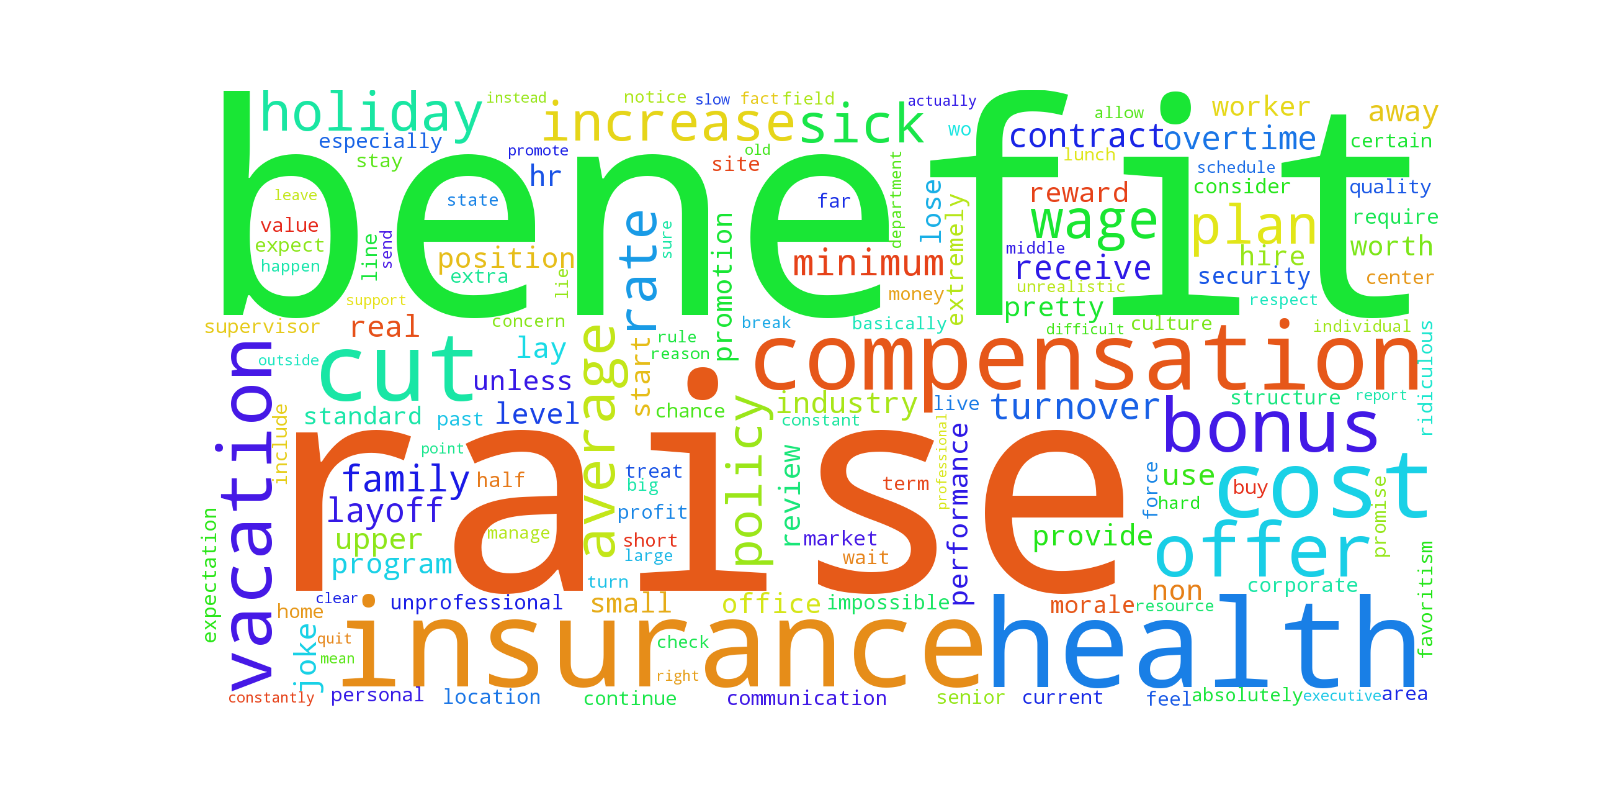 benefit
raise
insurance
health
compensation
vacation
bonus
cost
offer
cut
holiday
increase
sick
wage
plan
rate
average
policy
contract
overtime
worker
away
allow
wo
actually
instead
notice
slow
fact
field
especially
stay
promote
hr
site
old
lunch
schedule
certain
consider
quality
reward
require
worth
hire
security
center
respect
receive
middle
unrealistic
pretty
difficult
culture
individual
minimum
money
basically
extremely
lose
department
far
leave
value
expect
happen
state
line
send
position
extra
lie
sure
promotion
support
supervisor
real
concern
break
rule
reason
start
outside
lay
unless
standard
past
level
chance
industry
constant
live
turnover
structure
report
ridiculous
include
point
family
half
layoff
treat
big
profit
short
large
manage
upper
program
review
market
wait
term
professional
performance
force
use
hard
buy
provide
promise
expectation
turn
clear
home
unprofessional
small
office
impossible
morale
resource
non
corporate
favoritism
joke
quit
mean
check
right
constantly
personal
location
continue
communication
senior
current
feel
absolutely
executive
area